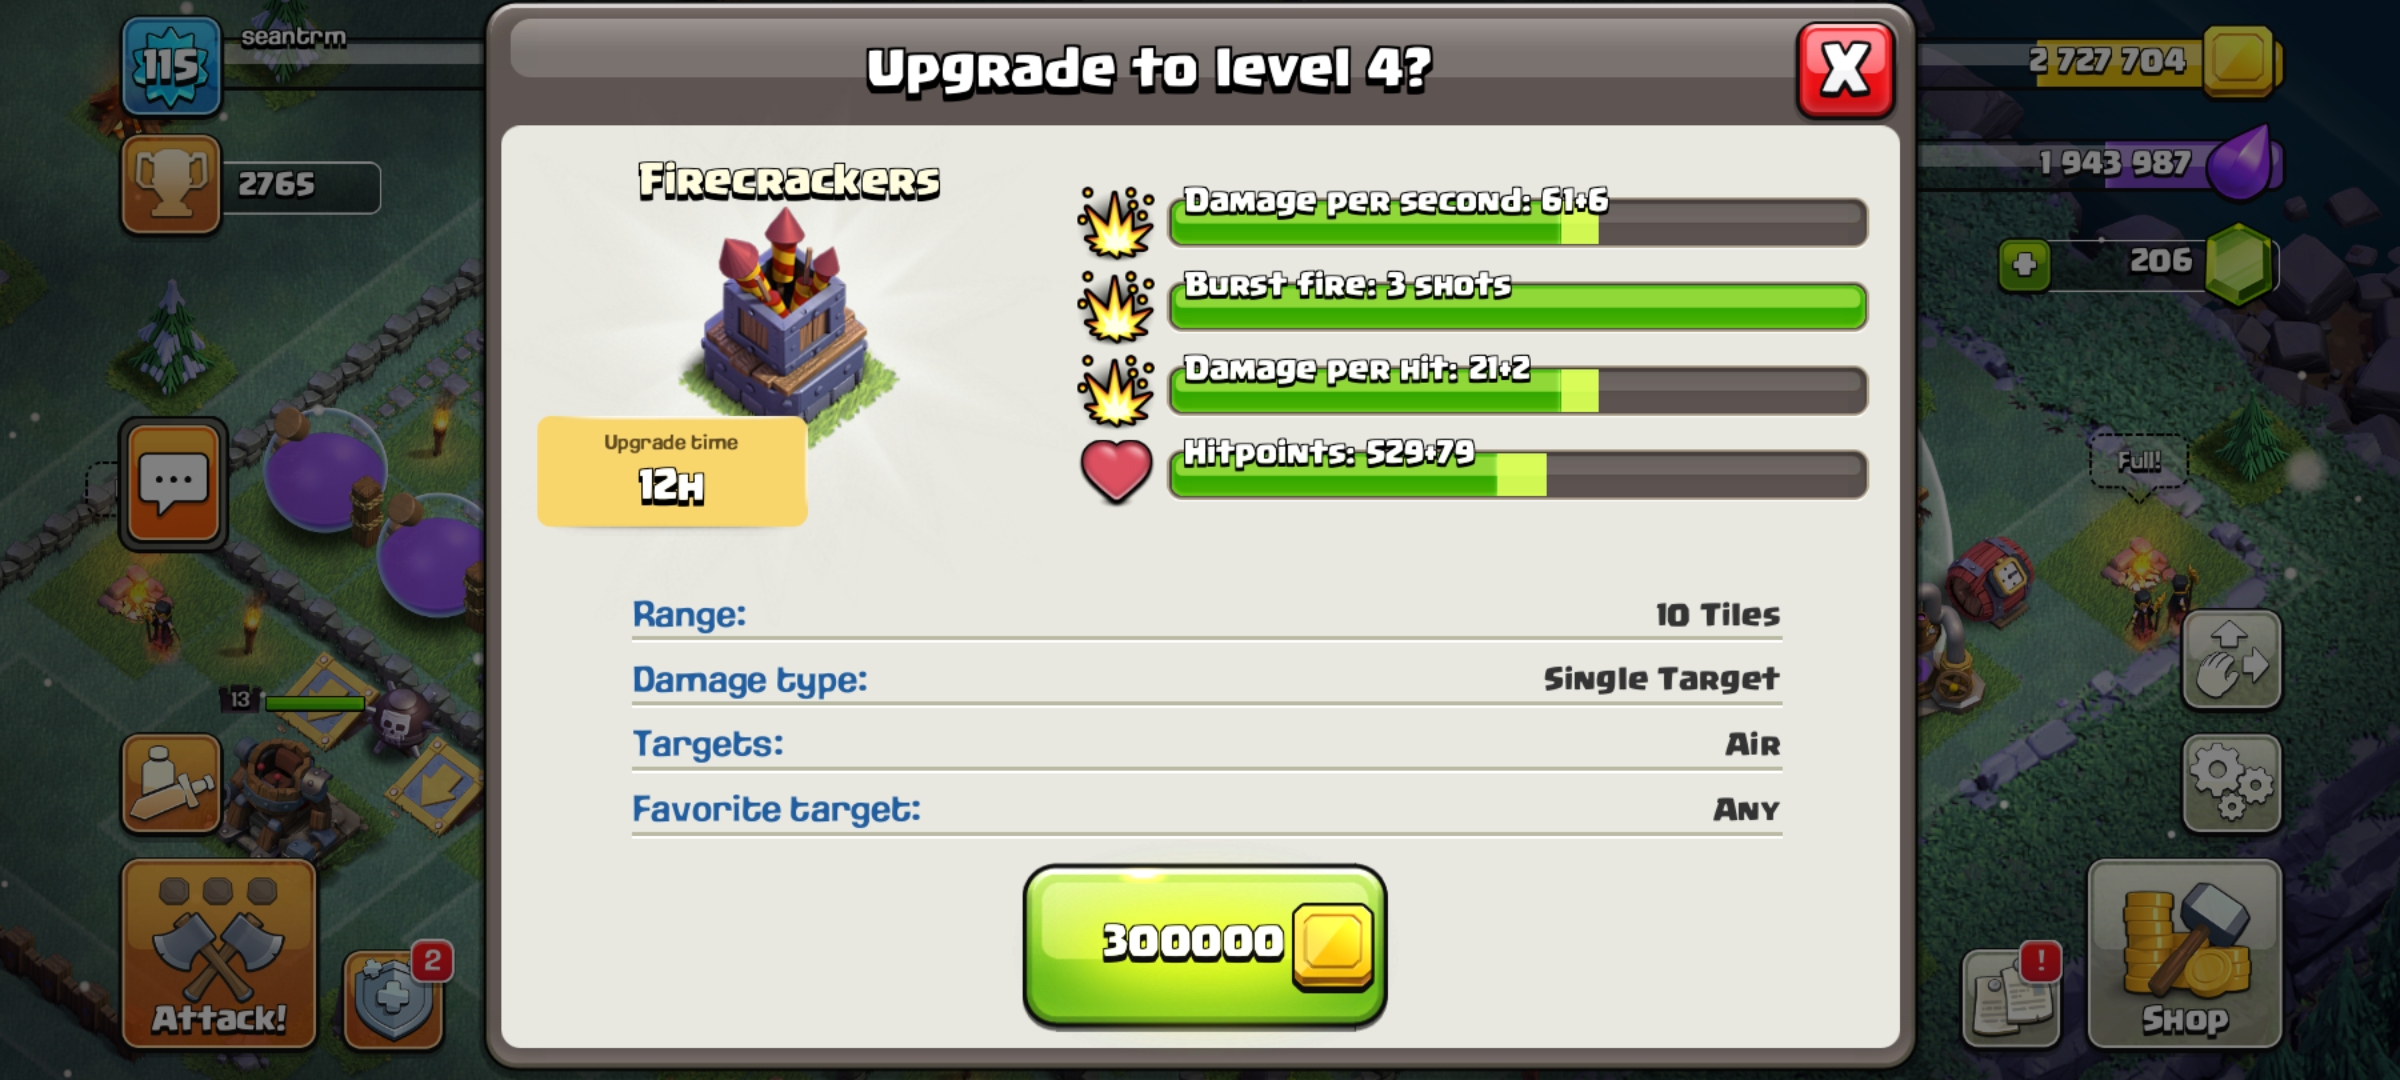 115
seantrm
2765
Upgrade to level 4?
X
2 727 704
1 943 987
206
Firecrackers
Upgrade time
12H
Damage per second: 61+6
Burst fire: 3 shots
Damage per hit: 21+2
Hitpoints: 529+79
Range: 10 Tiles
Damage type: Single Target
Targets: Air
Favorite target: Any
300000
13
Full!
Attack!
2
!
Shop